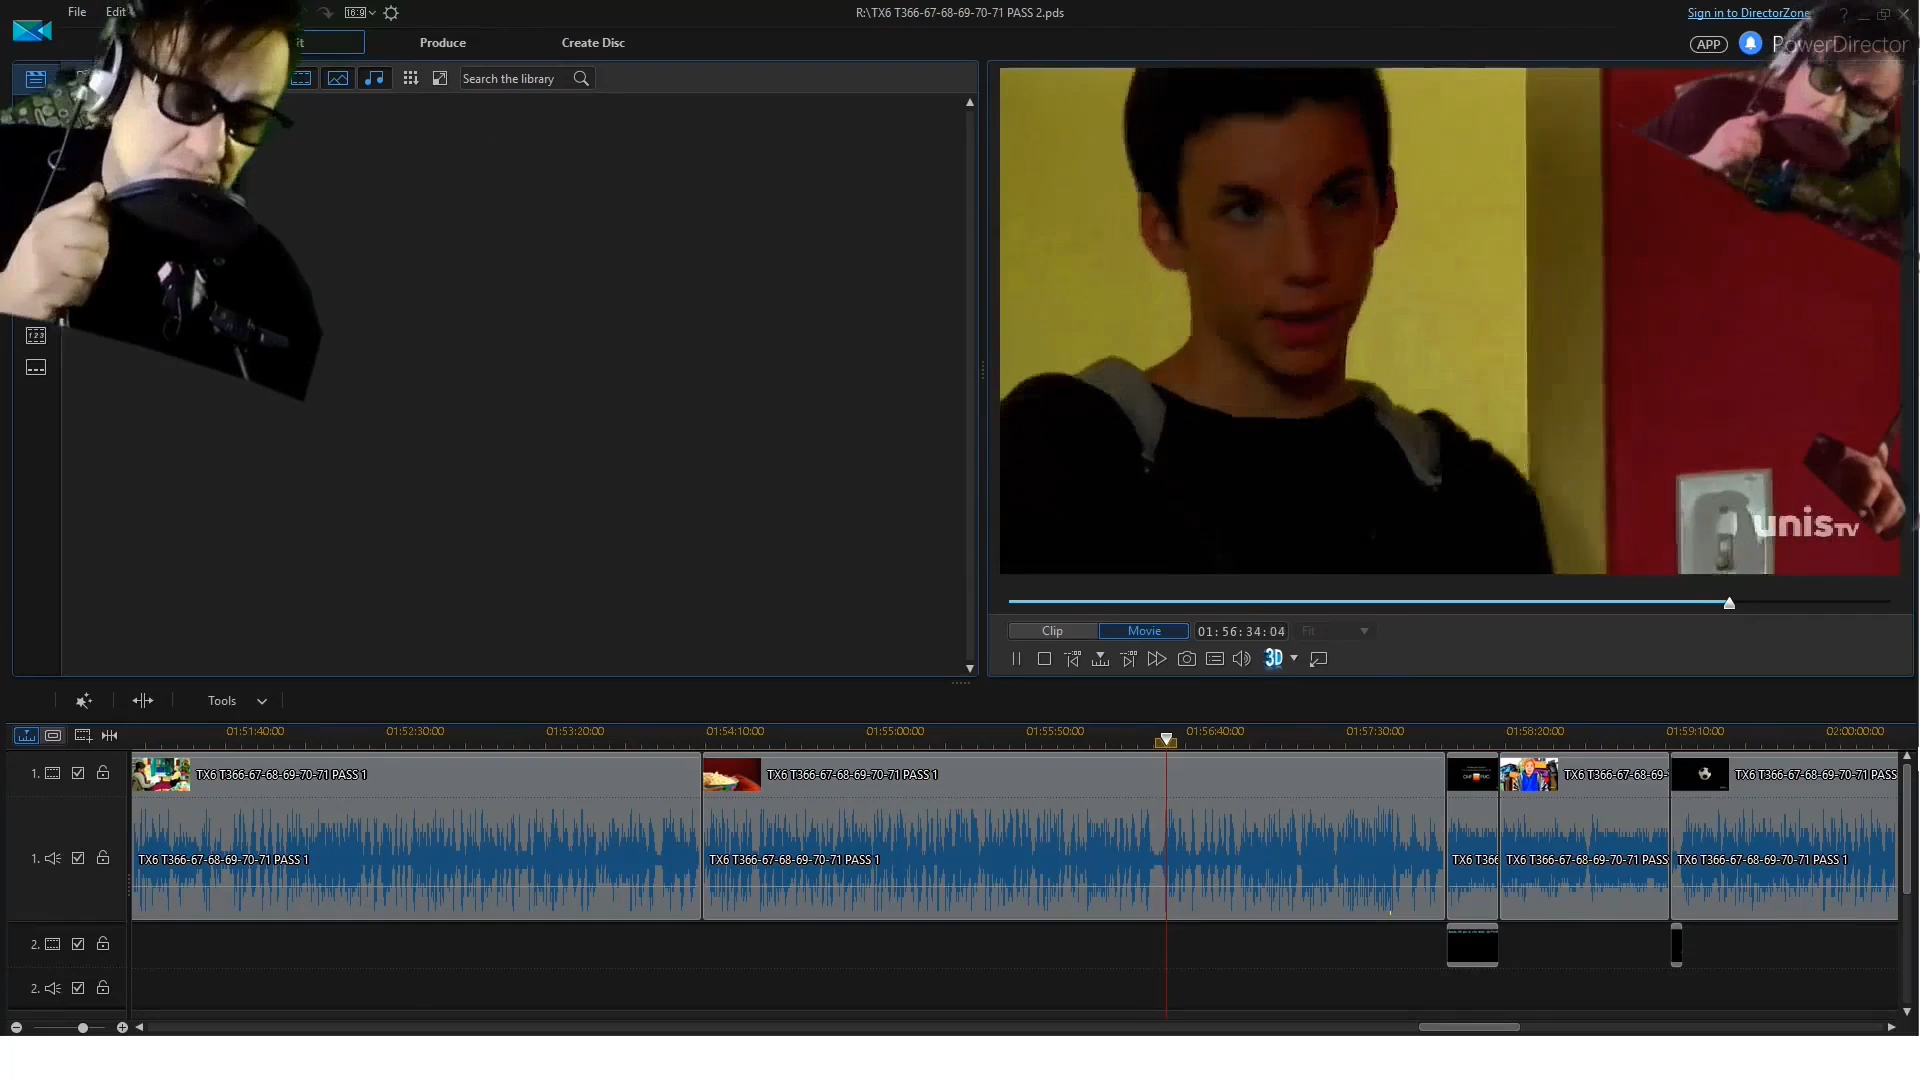 File Edit 16:9 R:\TX6 T366-67-68-69-70-71 PASS 2.pds Sign in to DirectorZone ?
Produce Create Disc APP PowerDirector
Search the library
unis TV
Clip Movie 01:56:34:04 Fit
3D
Tools
01:51:40:00 01:52:30:00 01:53:20:00 01:54:10:00 01:55:00:00 01:55:50:00 01:56:40:00 01:57:30:00 01:58:20:00 01:59:10:00 02:00:00:00
1. TX6 T366-67-68-69-70-71 PASS 1 TX6 T366-67-68-69-70-71 PASS 1 TX6 T366-67-68-69- TX6 T366-67-68-69-70-71 PASS
1. TX6 T366-67-68-69-70-71 PASS 1 TX6 T366-67-68-69-70-71 PASS 1 TX6 T366 TX6 T366-67-68-69-70-71 PASS TX6 T366-67-68-69-70-71 PASS 1
2.
2.